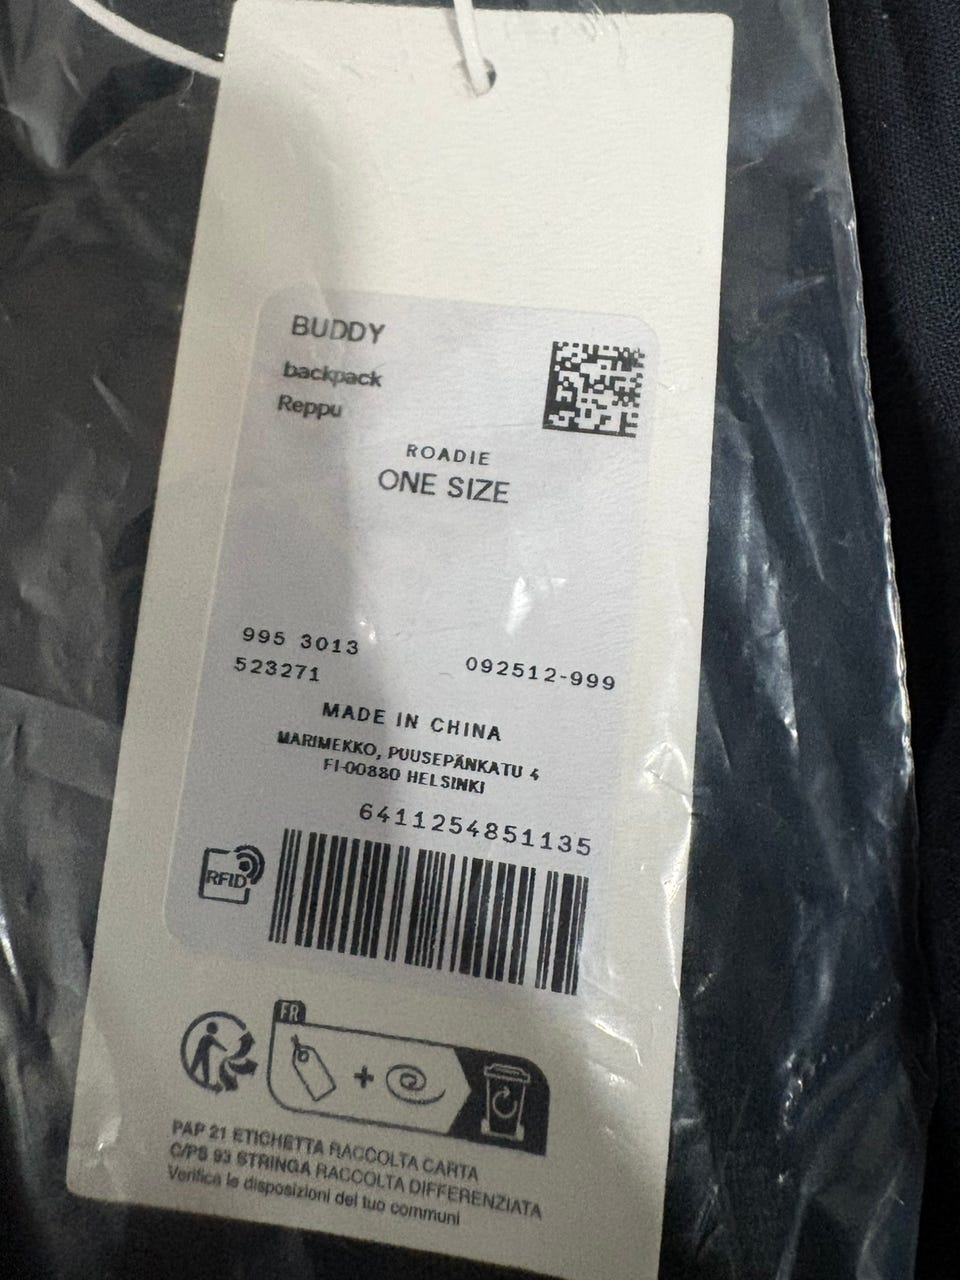 BUDDY
backpack
Reppu
ROADIE
ONE SIZE
995 3013
523271
092512-999
MADE IN CHINA
MARIMEKKO, PUUSEPÄNKATU 4
FI-00880 HELSINKI
6411254851135
RFID
FR
PAP 21 ETICHETTA RACCOLTA CARTA
C/PS 93 STRINGA RACCOLTA DIFFERENZIATA
Verifica le disposizioni del tuo communi